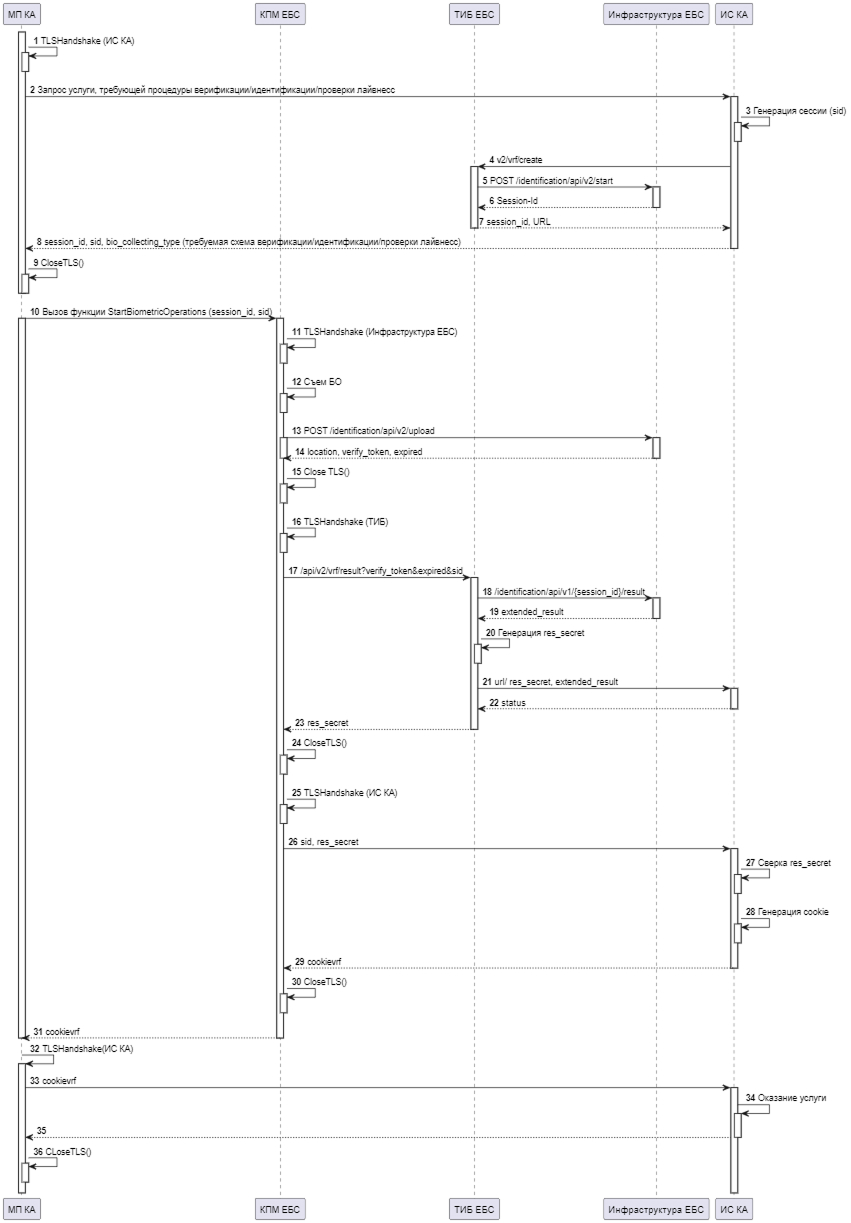 МП КА
КПМ ЕБС
ТИБ ЕБС
Инфраструктура ЕБС
ИС КА
1 TLSHandshake (ИС КА)
2 Запрос услуги, требующей процедуры верификации/идентификации/проверки лайвнесс
3 Генерация сессии (sid)
4 v2/vrf/create
5 POST /identification/api/v2/start
6 Session-Id
7 session_id, URL
8 session_id, sid, bio_collecting_type (требуемая схема верификации/идентификации/проверки лайвнесс)
9 CloseTLS()
10 Вызов функции StartBiometricOperations (session_id, sid)
11 TLSHandshake (Инфраструктура ЕБС)
12 Съем БО
13 POST /identification/api/v2/upload
14 location, verify_token, expired
15 Close TLS()
16 TLSHandshake (ТИБ)
17 /api/v2/vrf/result?verify_token&expired&sid
18 /identification/api/v1/{session_id}/result
19 extended_result
20 Генерация res_secret
21 url/ res_secret, extended_result
22 status
23 res_secret
24 CloseTLS()
25 TLSHandshake (ИС КА)
26 sid, res_secret
27 Сверка res_secret
28 Генерация cookie
29 cookievrf
30 CloseTLS()
31 cookievrf
32 TLSHandshake(ИС КА)
33 cookievrf
34 Оказание услуги
35
36 CLoseTLS()
МП КА
КПМ ЕБС
ТИБ ЕБС
Инфраструктура ЕБС
ИС КА